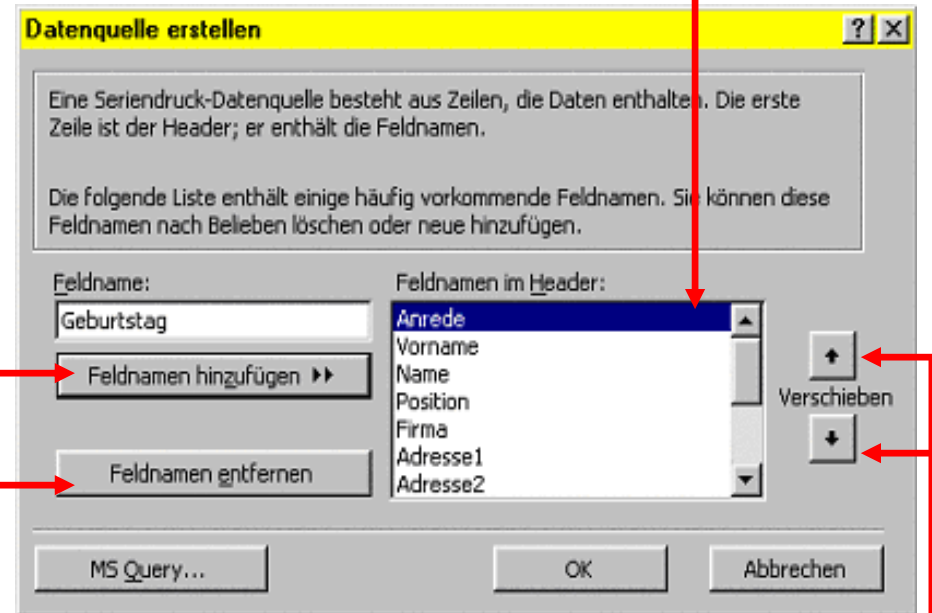 Datenquelle erstellen
Eine Seriendruck-Datenquelle besteht aus Zeilen, die Daten enthalten. Die erste
Zeile ist der Header; er enthält die Feldnamen.
Die folgende Liste enthält einige häufig vorkommende Feldnamen. Sie können diese
Feldnamen nach Belieben löschen oder neue hinzufügen.
Feldname:
Geburtstag
Feldnamen hinzufügen
Feldnamen entfernen
Feldnamen im Header:
Anrede
Vorname
Name
Position
Firma
Adresse1
Adresse2
Verschieben
MS Query...
OK
Abbrechen